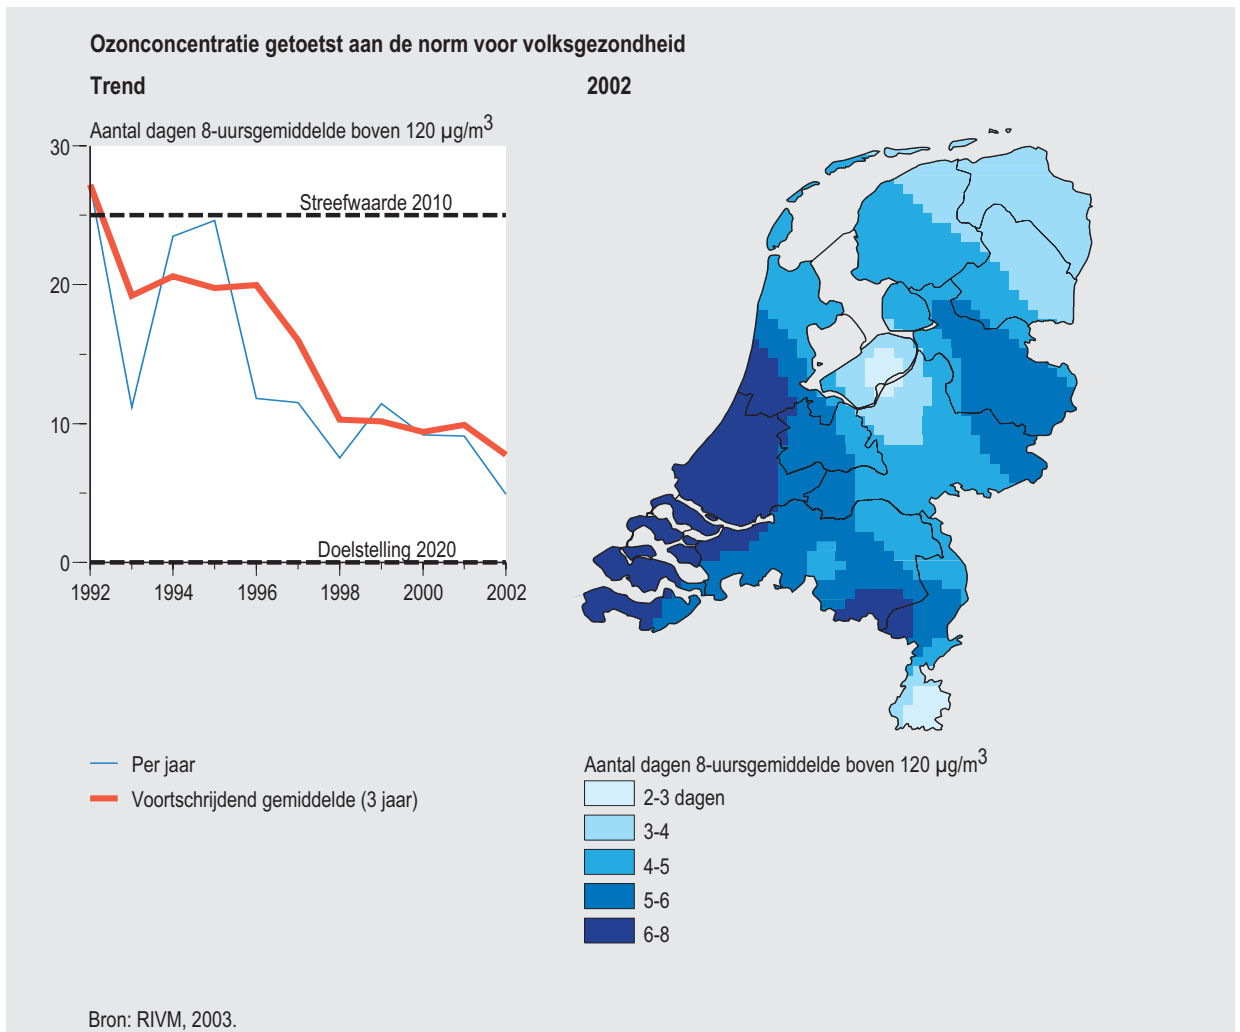 Ozonconcentratie getoetst aan de norm voor volksgezondheid
Trend
2002
Aantal dagen 8-uursgemiddelde boven 120 µg/m³
30
Streefwaarde 2010
20
10
Doelstelling 2020
0
1992 1994 1996 1998 2000 2002
Per jaar
Voortschrijdend gemiddelde (3 jaar)
Aantal dagen 8-uursgemiddelde boven 120 µg/m³
2-3 dagen
3-4
4-5
5-6
6-8
Bron: RIVM, 2003.